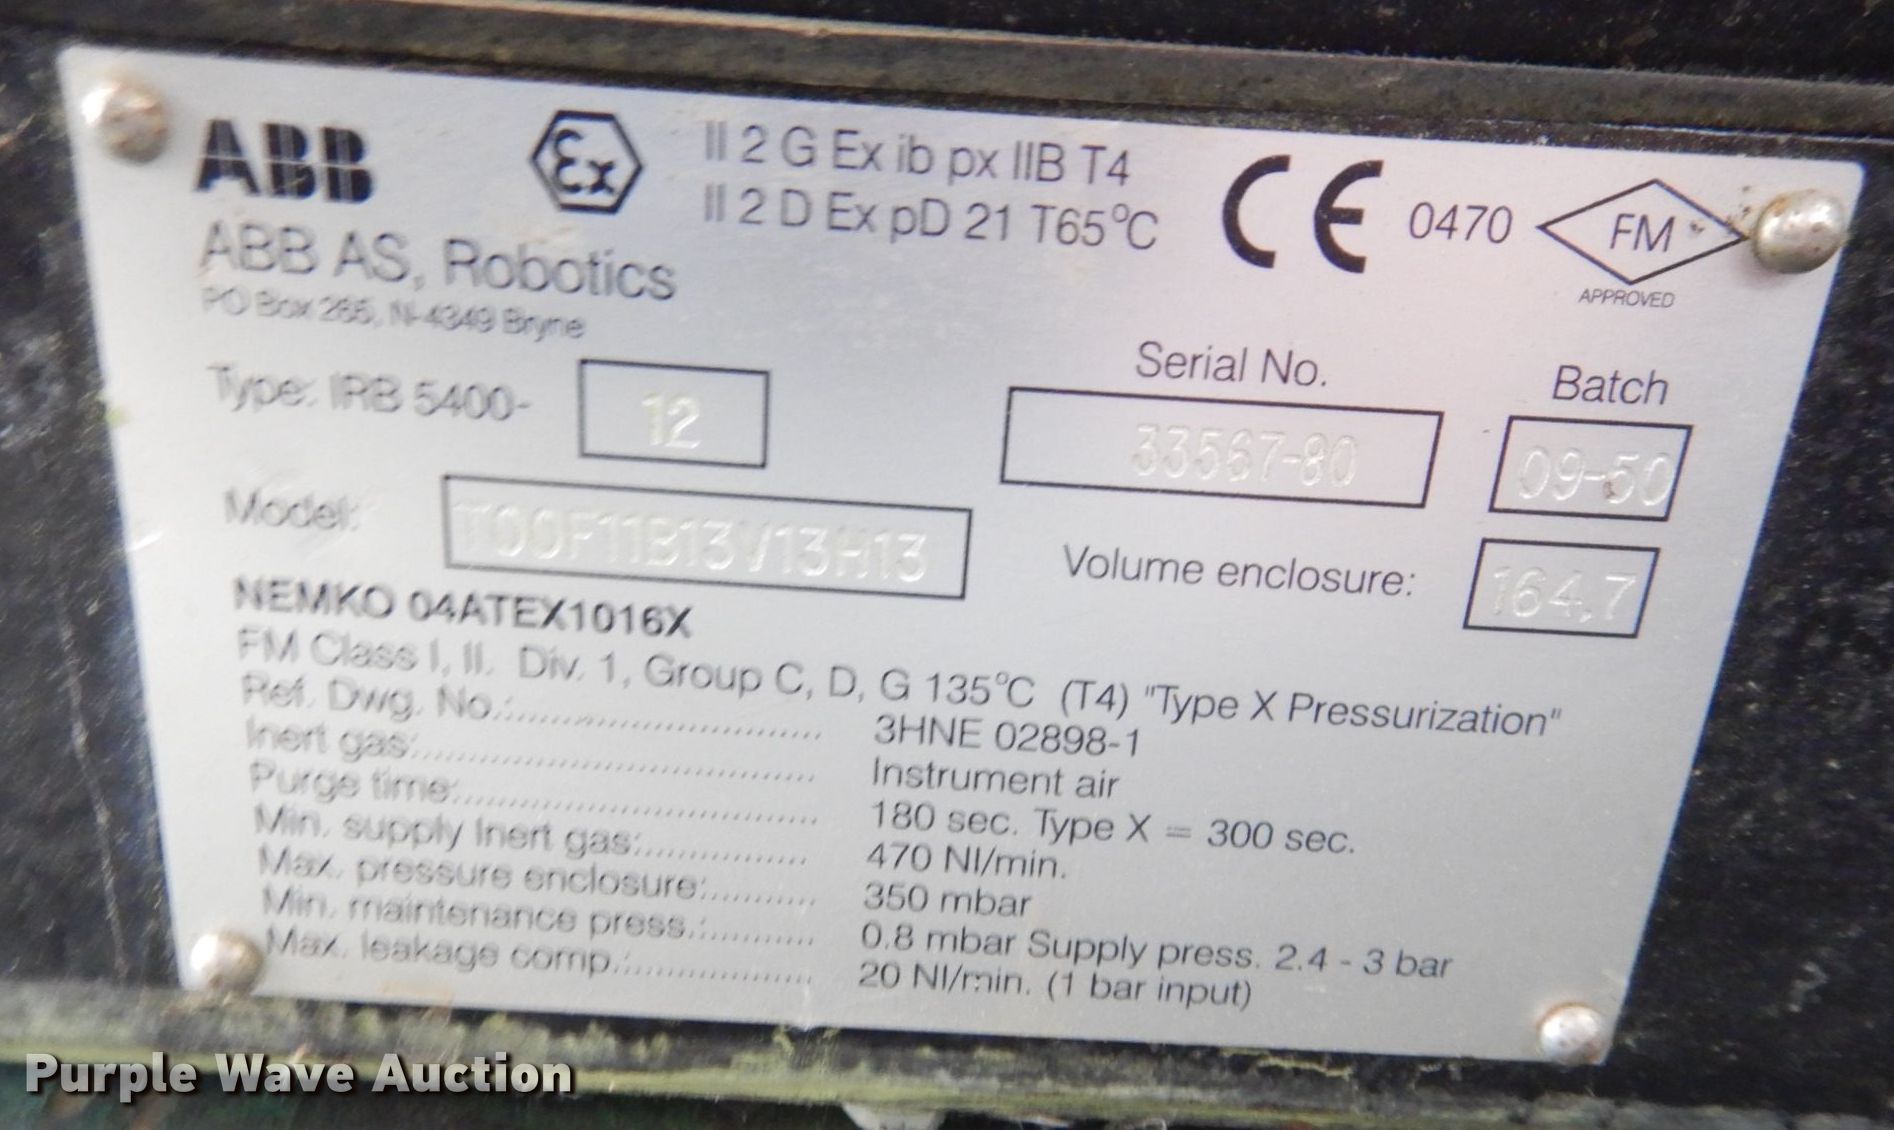 ABB
Ex
II 2 G Ex ib px IIB T4
II 2 D Ex pD 21 T65°C
CE 0470
FM
APPROVED
ABB AS, Robotics
PO Box 265, N-4349 Bryne
Type: IRB 5400- 12
Serial No.
33567-80
Batch
09-50
Model: T00F11B13V13H13
Volume enclosure: 164,7
NEMKO 04ATEX1016X
FM Class I, II. Div. 1, Group C, D, G 135°C (T4) "Type X Pressurization"
Ref. Dwg. No.:.................................. 3HNE 02898-1
Inert gas:............................................ Instrument air
Purge time:........................................ 180 sec. Type X = 300 sec.
Min. supply Inert gas:.................. 470 Nl/min.
Max. pressure enclosure:........... 350 mbar
Min. maintenance press.:........... 0.8 mbar Supply press. 2.4 - 3 bar
Max. leakage comp.:.................... 20 Nl/min. (1 bar input)
Purple Wave Auction